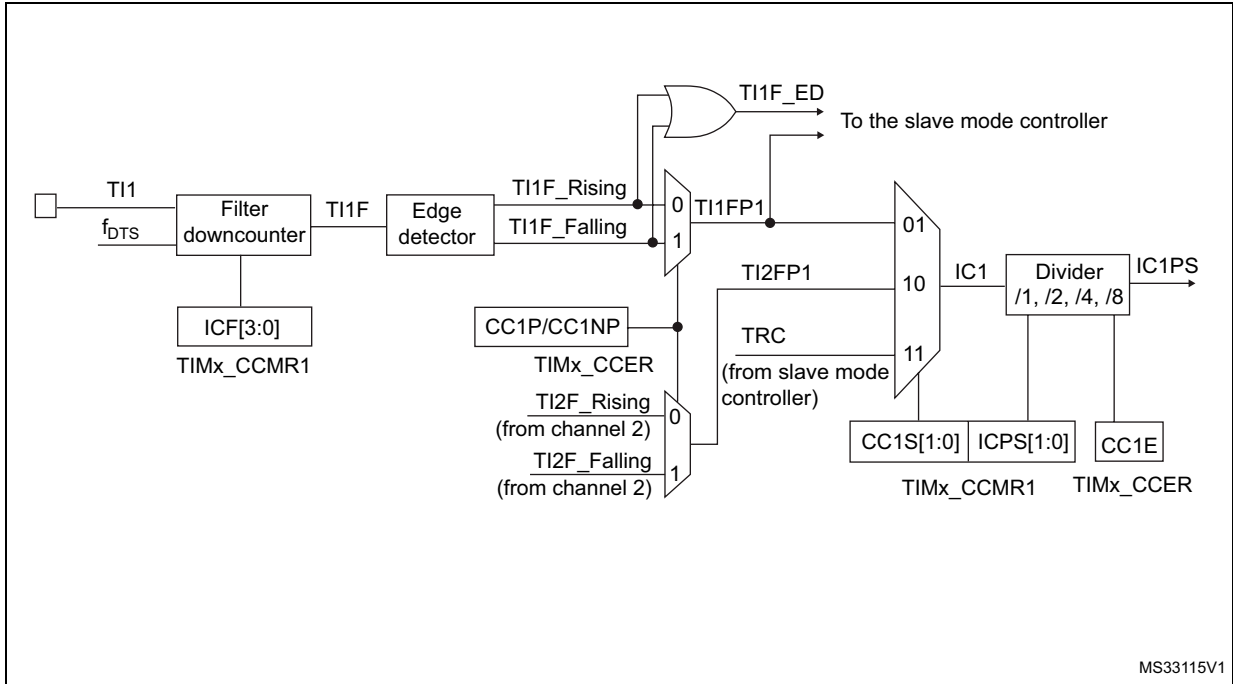 TI1F_ED
To the slave mode controller
TI1
fDTS
Filter
downcounter
TI1F
Edge
detector
TI1F_Rising
TI1F_Falling
0
1
TI1FP1
01
TI2FP1
10
IC1
Divider
/1, /2, /4, /8
IC1PS
ICF[3:0]
TIMx_CCMR1
CC1P/CC1NP
TIMx_CCER
TRC
11
(from slave mode
controller)
TI2F_Rising
(from channel 2)
0
TI2F_Falling
(from channel 2)
1
CC1S[1:0]
ICPS[1:0]
CC1E
TIMx_CCMR1
TIMx_CCER
MS33115V1